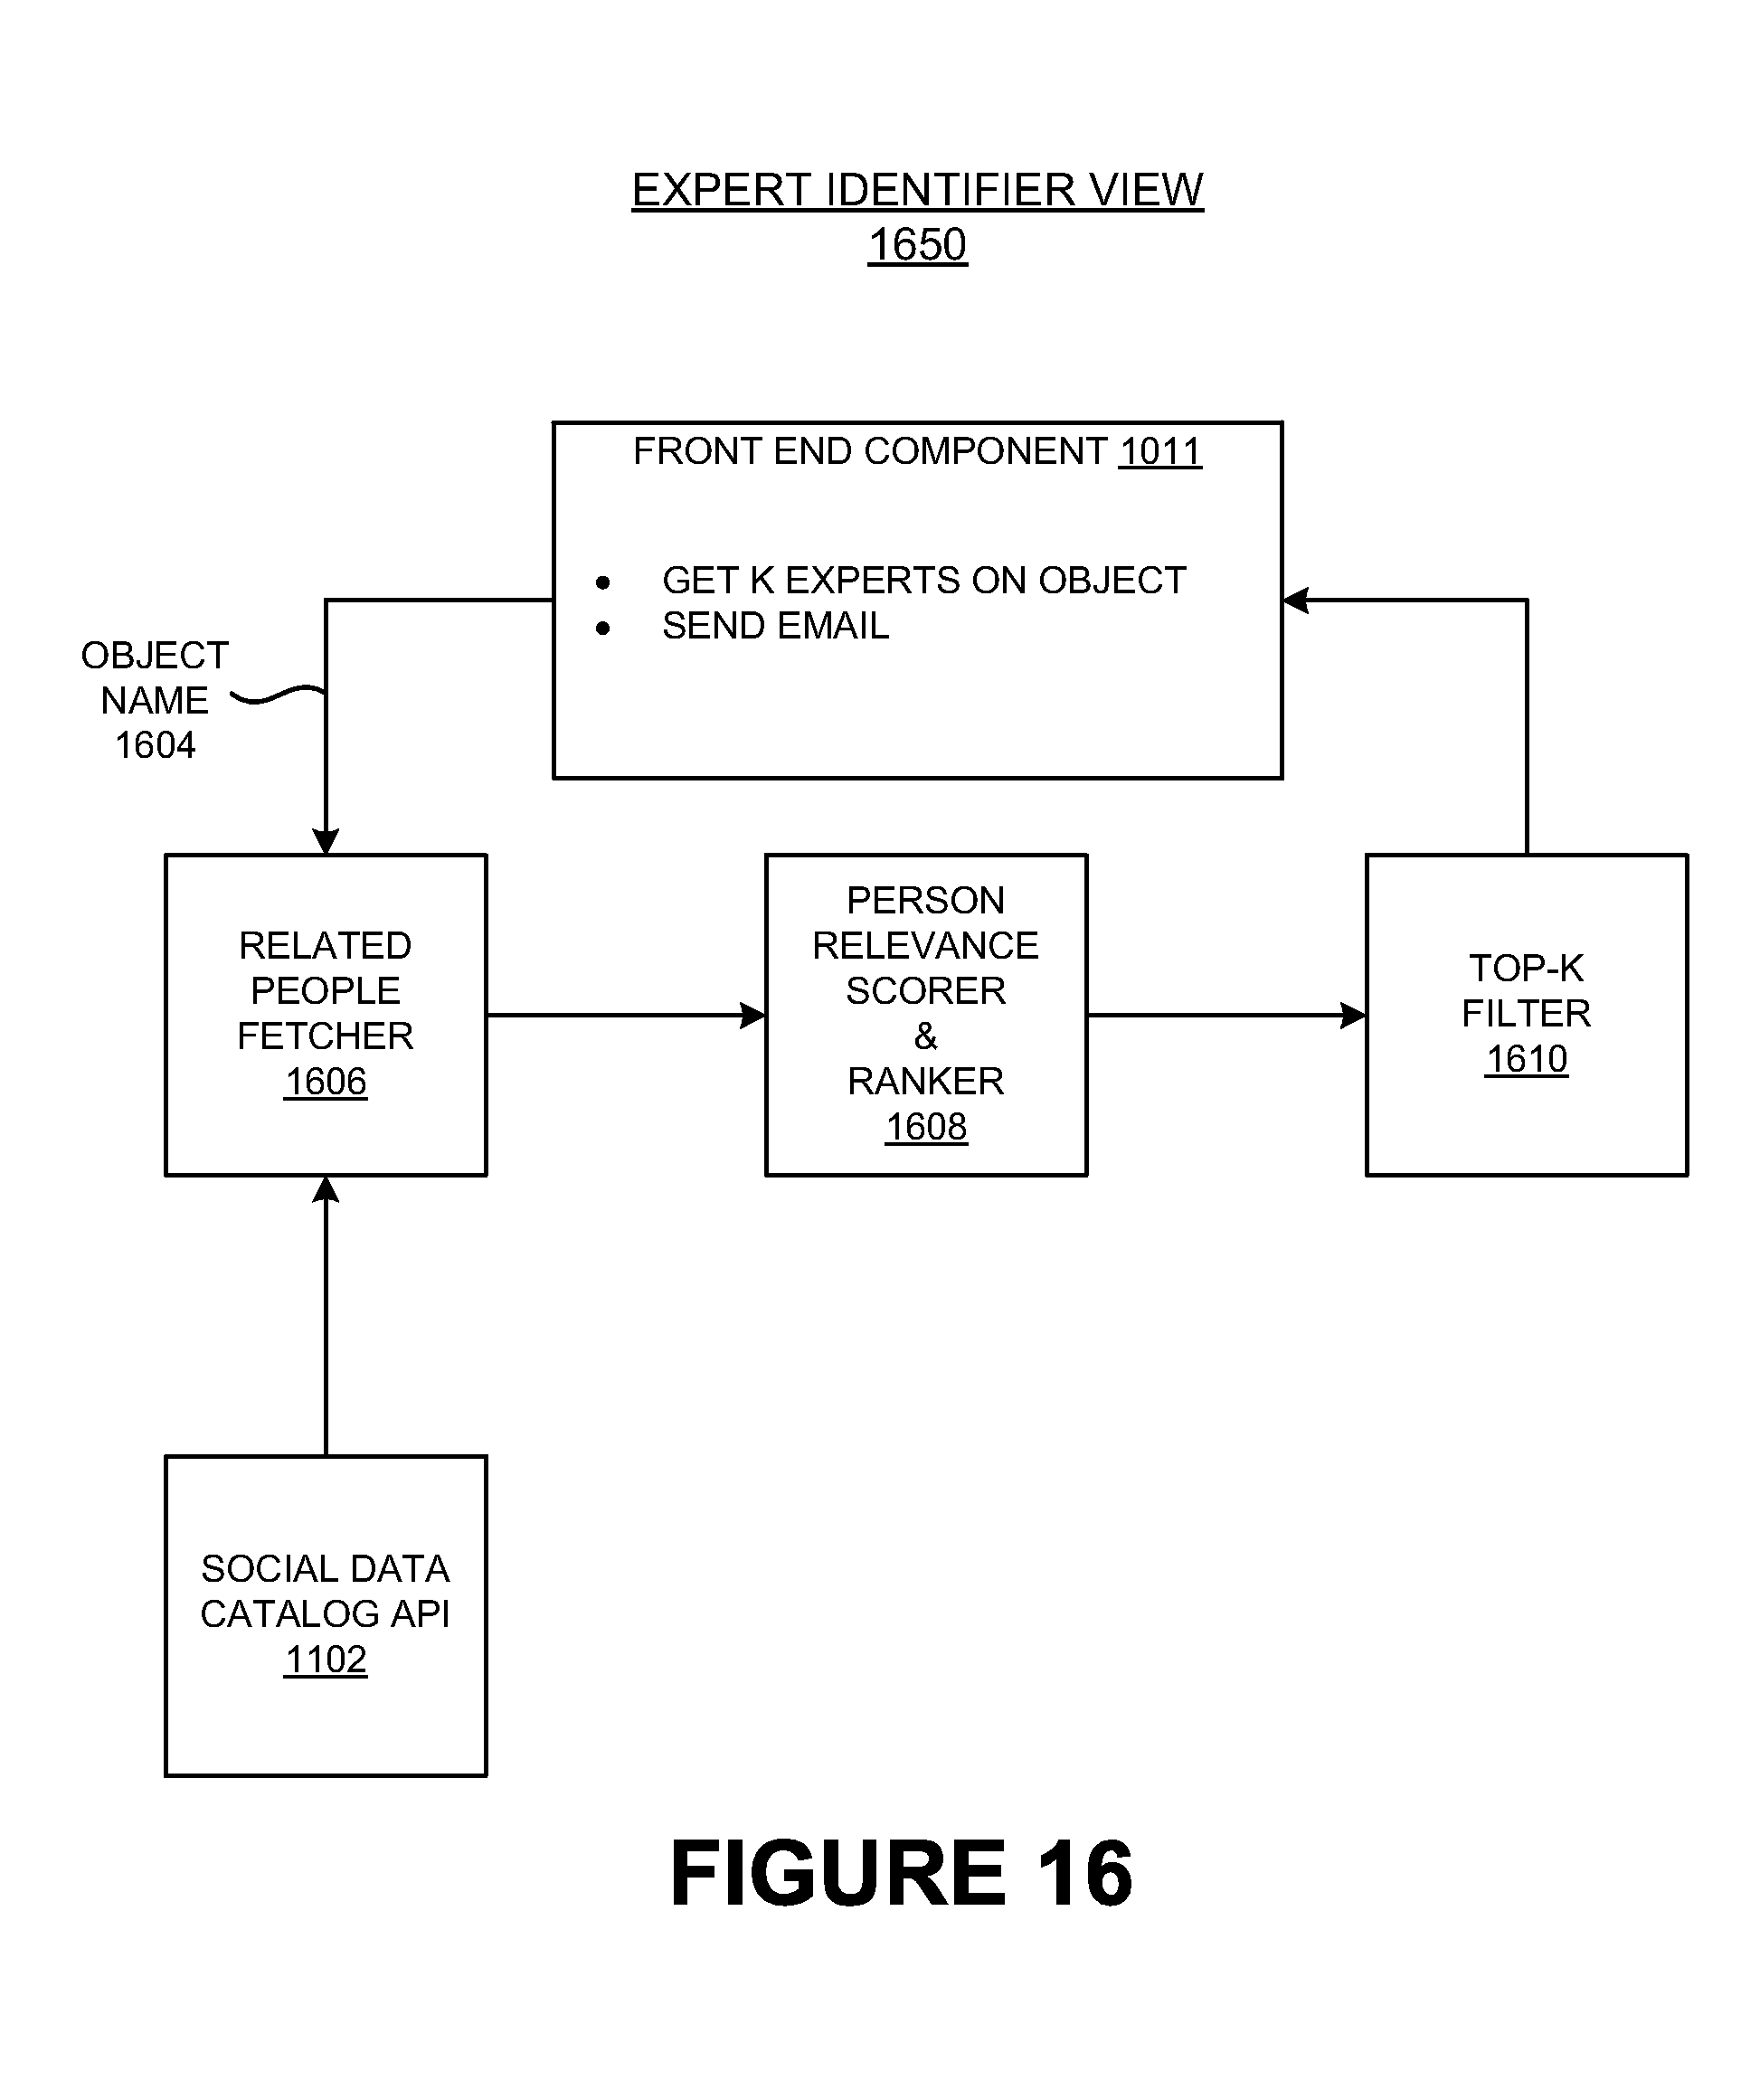 EXPERT IDENTIFIER VIEW
1650
FRONT END COMPONENT 1011
• GET K EXPERTS ON OBJECT
• SEND EMAIL
OBJECT
NAME
1604
RELATED
PEOPLE
FETCHER
1606
PERSON
RELEVANCE
SCORER
&
RANKER
1608
TOP-K
FILTER
1610
SOCIAL DATA
CATALOG API
1102
FIGURE 16